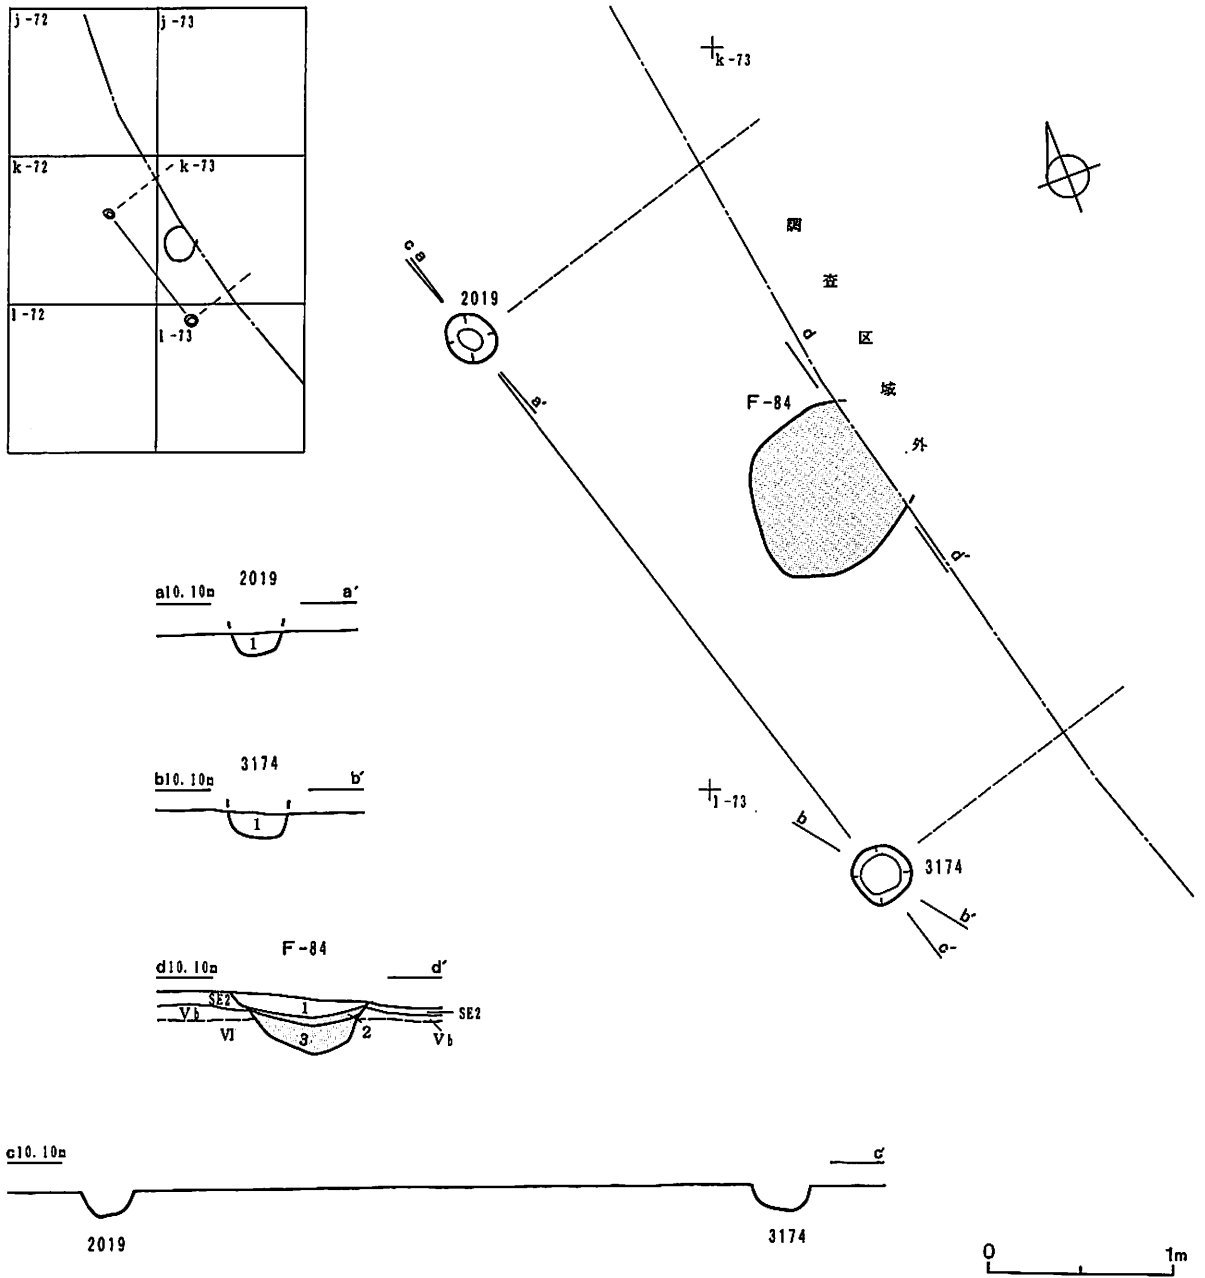 j-72
j-73
k-72
k-73
l-72
l-73
k-73
調
査
区
域
外
c
a
2019
a'
d
F-84
d'
l-73
b
3174
b'
c'
2019
a10.10m
a'
1
3174
b10.10m
b'
1
F-84
d10.10m
d'
SE2
1
SE2
Vb
VI
3
2
Vb
c10.10m
c'
2019
3174
0
1m